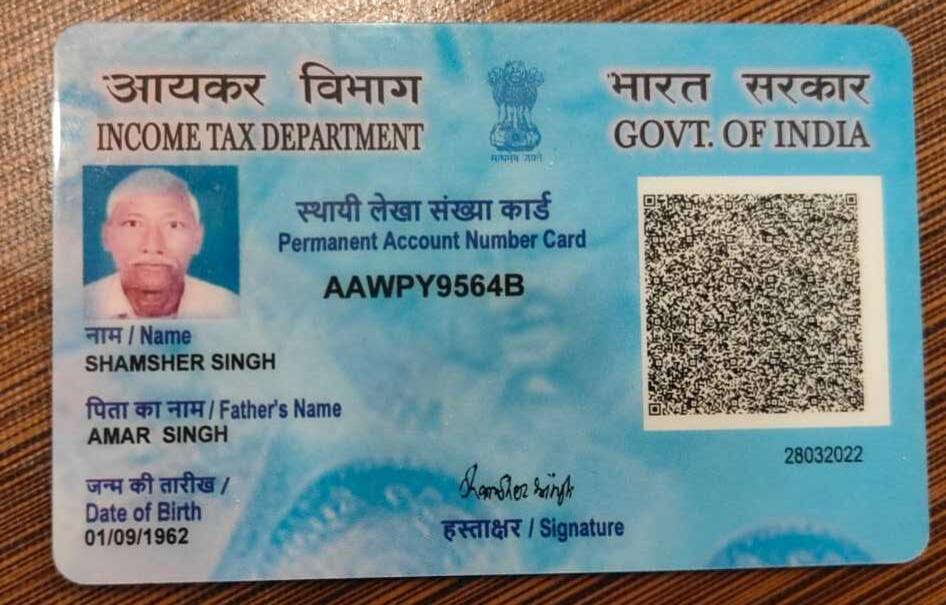 आयकर विभाग
INCOME TAX DEPARTMENT
भारत सरकार
GOVT. OF INDIA
सत्यमेव जयते
स्थायी लेखा संख्या कार्ड
Permanent Account Number Card
AAWPY9564B
नाम / Name
SHAMSHER SINGH
पिता का नाम / Father's Name
AMAR SINGH
जन्म की तारीख /
Date of Birth
01/09/1962
28032022
Shamsher Singh
हस्ताक्षर / Signature